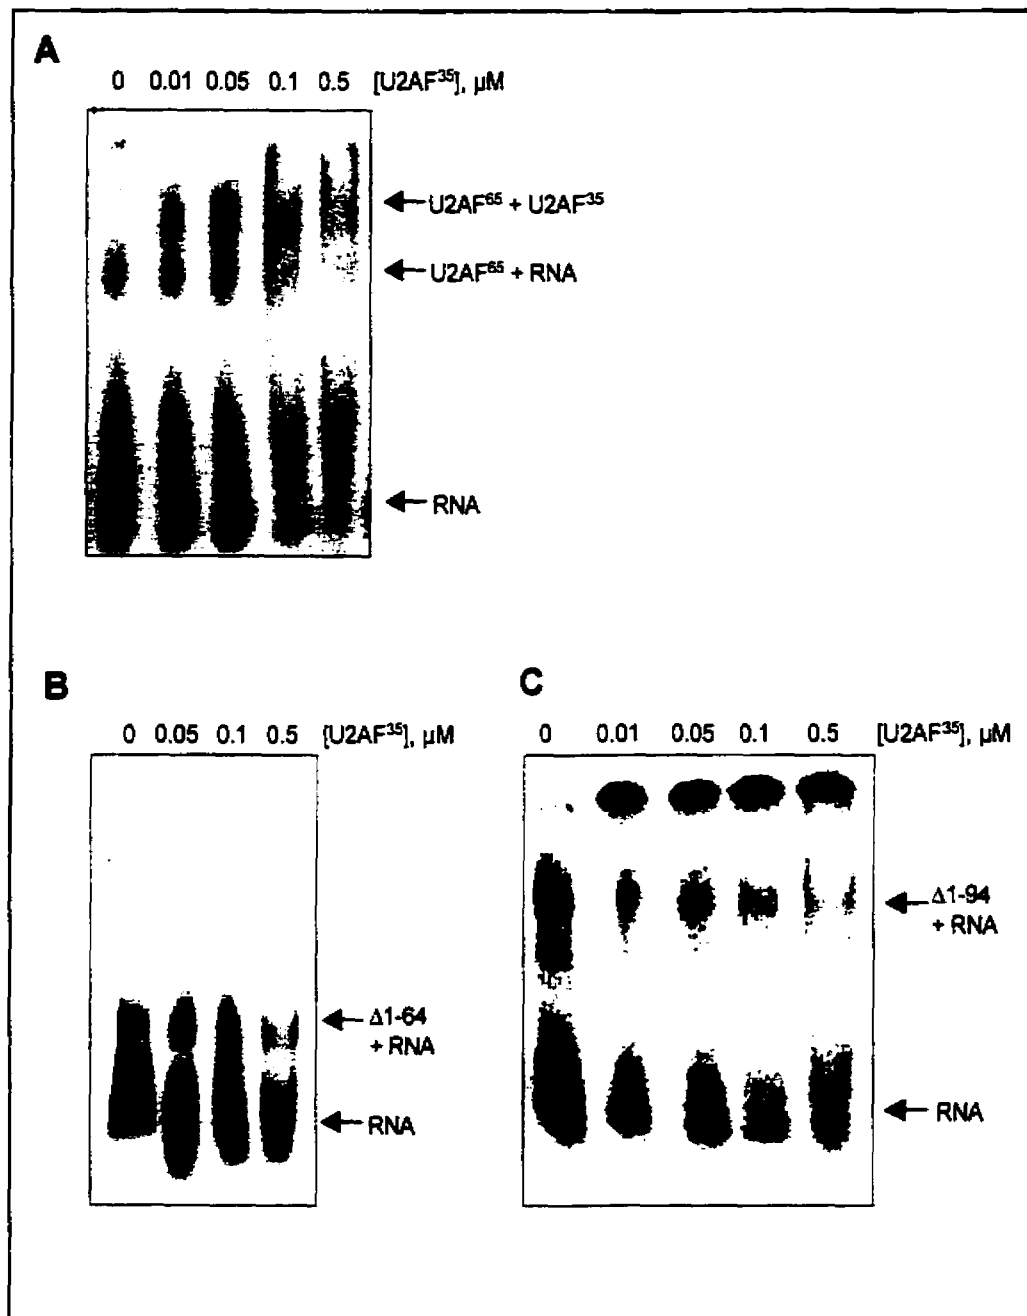 A
0 0.01 0.05 0.1 0.5 [U2AF³⁵], µM
U2AF⁶⁵ + U2AF³⁵
U2AF⁶⁵ + RNA
RNA
B
0 0.05 0.1 0.5 [U2AF³⁵], µM
Δ1-64
+ RNA
RNA
C
0 0.01 0.05 0.1 0.5 [U2AF³⁵], µM
Δ1-94
+ RNA
RNA